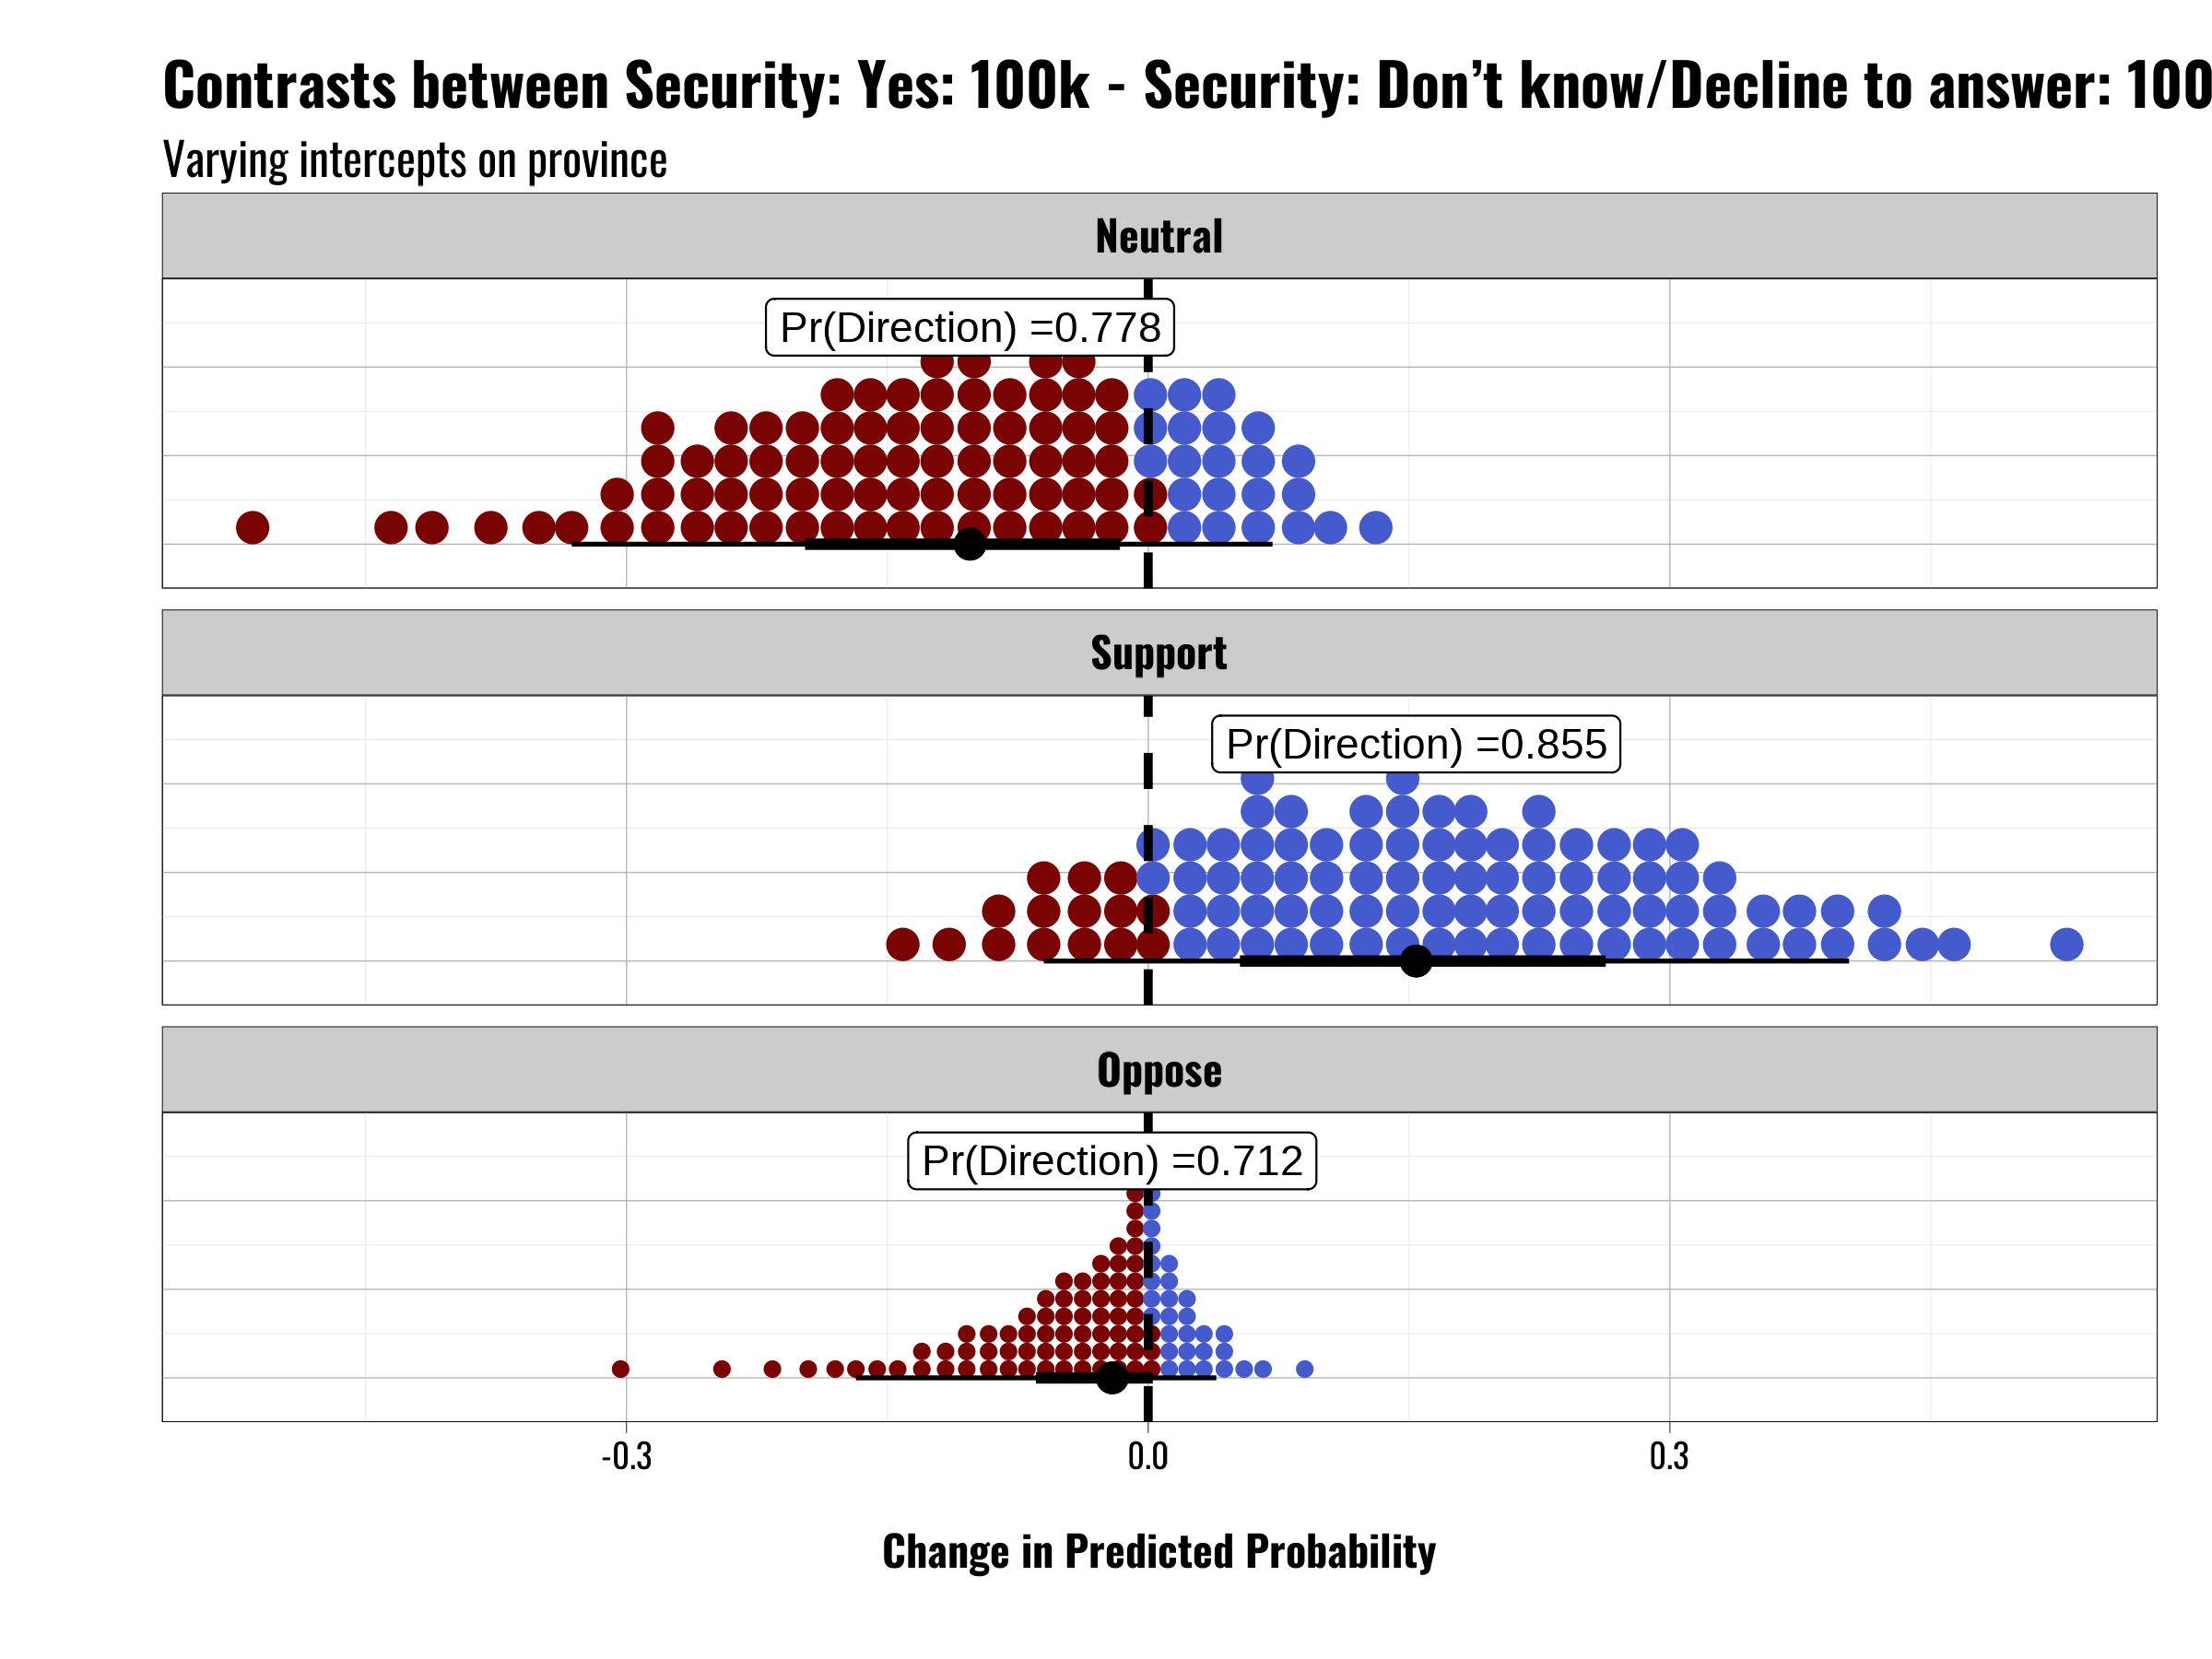 Contrasts between Security: Yes: 100k - Security: Don’t know/Decline to answer: 100
Varying intercepts on province
Neutral
Pr(Direction) =0.778
Support
Pr(Direction) =0.855
Oppose
Pr(Direction) =0.712
-0.3 0.0 0.3
Change in Predicted Probability